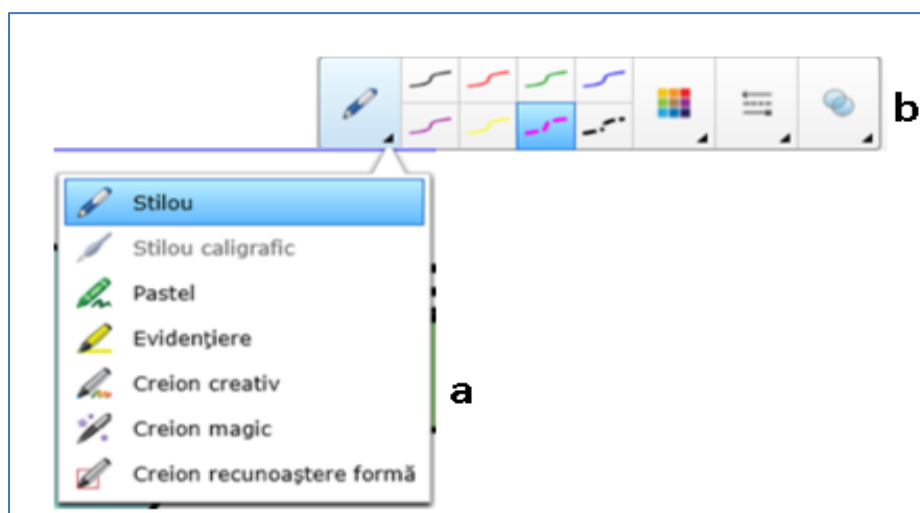 b
Stilou
Stilou caligrafic
Pastel
Evidenţiere
Creion creativ
a
Creion magic
Creion recunoaştere formă